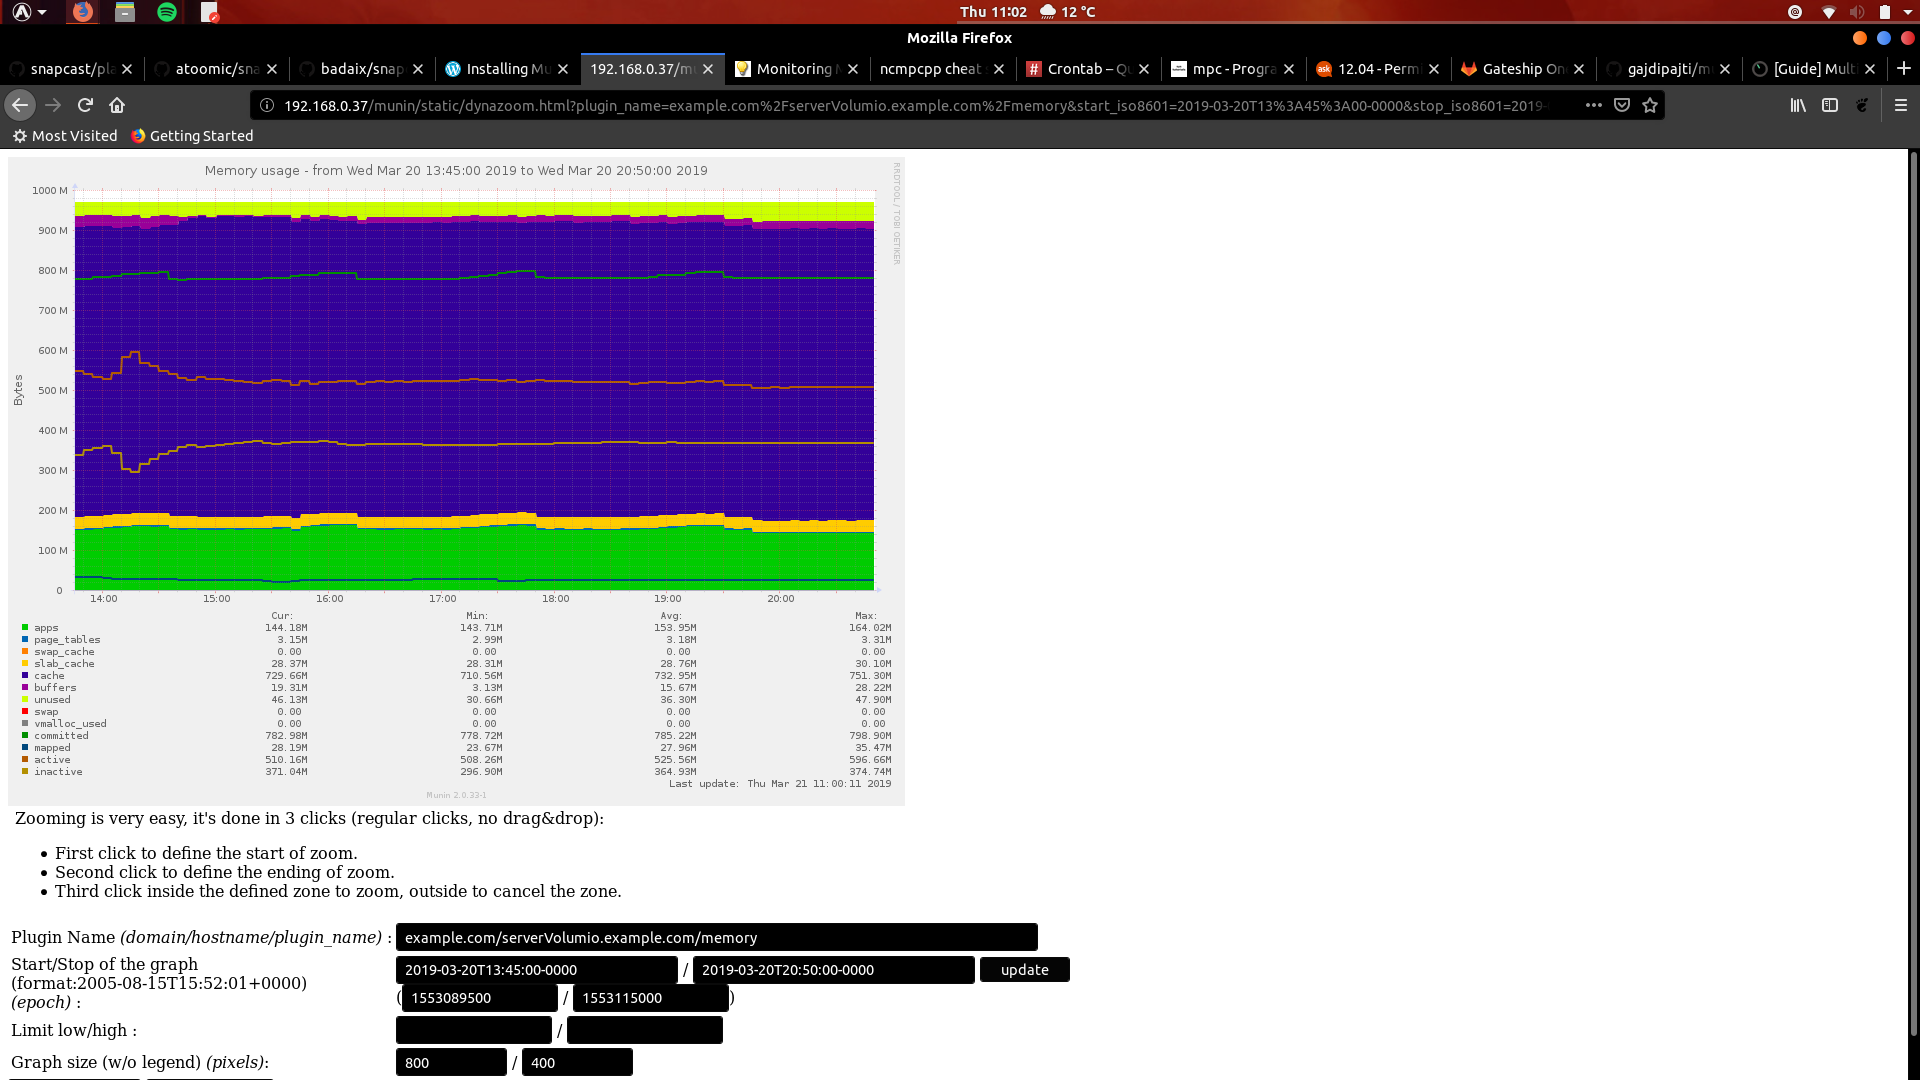 Thu 11:02 12 °C
Mozilla Firefox
snapcast/pla atoomic/sna badaix/snap Installing Mu 192.168.0.37/mu Monitoring ncmpcpp cheat Crontab – Qu mpc - Progra 12.04 - Perm Gateship On gajdipajti/m [Guide] Mult
192.168.0.37/munin/static/dynazoom.html?plugin_name=example.com%2FserverVolumio.example.com%2Fmemory&start_iso8601=2019-03-20T13%3A45%3A00-0000&stop_iso8601=2019-
Most Visited Getting Started
Memory usage - from Wed Mar 20 13:45:00 2019 to Wed Mar 20 20:50:00 2019
RRDTOOL / TOBI OETIKER
1000 M
900 M
800 M
700 M
600 M
500 M
400 M
300 M
200 M
100 M
0
Bytes
14:00 15:00 16:00 17:00 18:00 19:00 20:00
Cur: Min: Avg: Max:
apps 144.18M 143.71M 153.95M 164.02M
page_tables 3.15M 2.99M 3.18M 3.31M
swap_cache 0.00 0.00 0.00 0.00
slab_cache 28.37M 28.31M 28.76M 30.10M
cache 729.66M 710.56M 732.95M 751.30M
buffers 19.31M 3.13M 15.67M 28.22M
unused 46.13M 30.66M 36.30M 47.90M
swap 0.00 0.00 0.00 0.00
vmalloc_used 0.00 0.00 0.00 0.00
committed 782.98M 778.72M 785.22M 798.90M
mapped 28.19M 23.67M 27.96M 35.47M
active 510.16M 508.26M 525.56M 596.66M
inactive 371.04M 296.90M 364.93M 374.74M
Last update: Thu Mar 21 11:00:11 2019
Munin 2.0.33-1
Zooming is very easy, it's done in 3 clicks (regular clicks, no drag&drop):
• First click to define the start of zoom.
• Second click to define the ending of zoom.
• Third click inside the defined zone to zoom, outside to cancel the zone.
Plugin Name (domain/hostname/plugin_name) : example.com/serverVolumio.example.com/memory
Start/Stop of the graph
(format:2005-08-15T15:52:01+0000)
(epoch) :
2019-03-20T13:45:00-0000 / 2019-03-20T20:50:00-0000 update
(1553089500 / 1553115000)
Limit low/high : /
Graph size (w/o legend) (pixels): 800 / 400